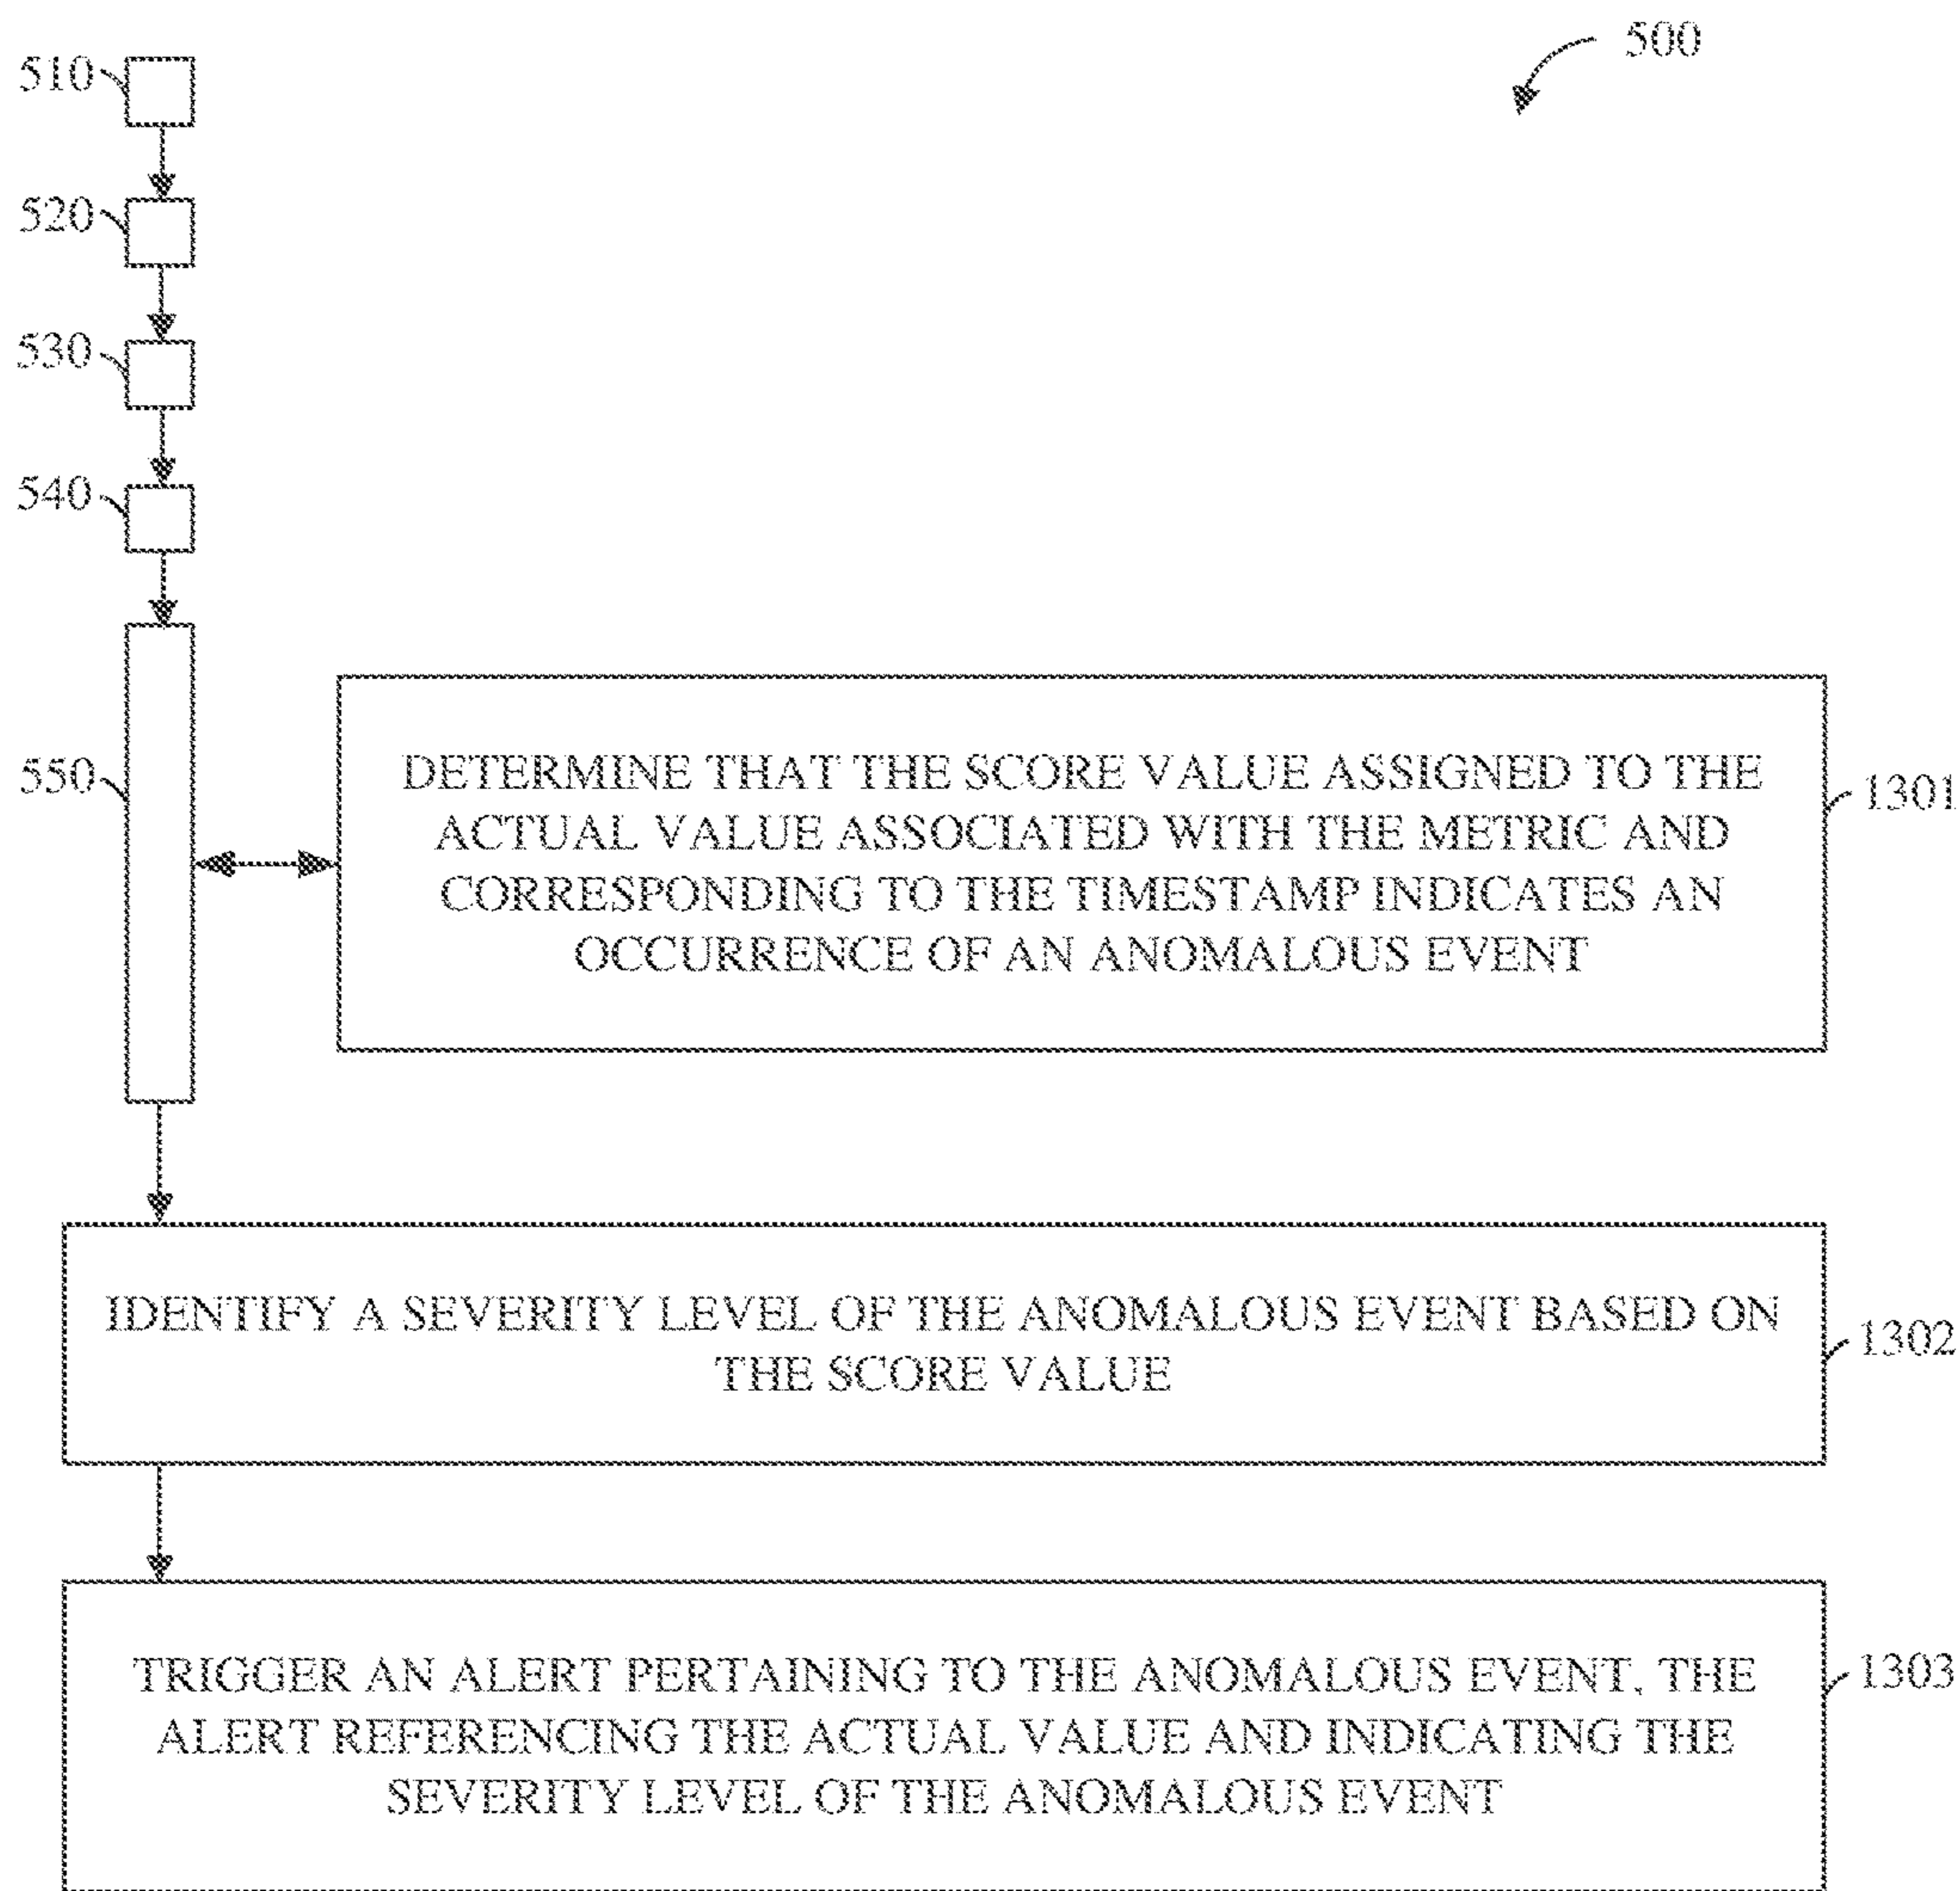 500
510
520
530
540
550
DETERMINE THAT THE SCORE VALUE ASSIGNED TO THE
ACTUAL VALUE ASSOCIATED WITH THE METRIC AND
CORRESPONDING TO THE TIMESTAMP INDICATES AN
OCCURRENCE OF AN ANOMALOUS EVENT
1301
IDENTIFY A SEVERITY LEVEL OF THE ANOMALOUS EVENT BASED ON
THE SCORE VALUE
1302
TRIGGER AN ALERT PERTAINING TO THE ANOMALOUS EVENT, THE
ALERT REFERENCING THE ACTUAL VALUE AND INDICATING THE
SEVERITY LEVEL OF THE ANOMALOUS EVENT
1303